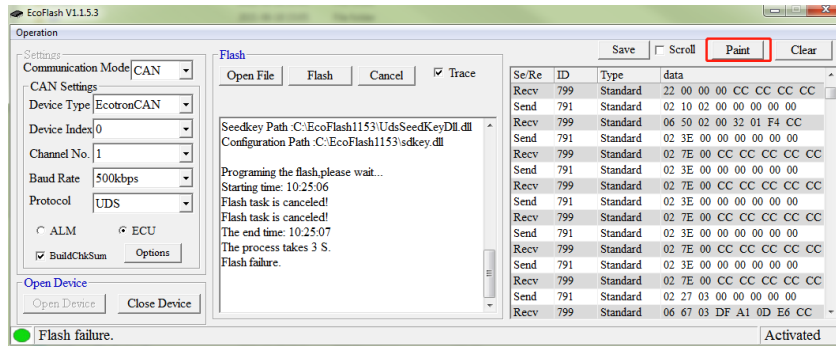 EcoFlash V1.1.5.3
Operation
Settings
Communication Mode CAN
CAN Settings
Device Type EcotronCAN
Device Index 0
Channel No. 1
Baud Rate 500kbps
Protocol UDS
ALM ECU
BuildChkSum Options
Open Device
Open Device Close Device
Flash
Open File Flash Cancel Trace
Seedkey Path :C:\EcoFlash1153\UdsSeedKeyDll.dll
Configuration Path :C:\EcoFlash1153\sdkey.dll
Programing the flash,please wait...
Starting time: 10:25:06
Flash task is canceled!
Flash task is canceled!
The end time: 10:25:07
The process takes 3 S.
Flash failure.
Save Scroll Paint Clear
Se/Re ID Type data
Recv 799 Standard 22 00 00 00 CC CC CC CC
Send 791 Standard 02 10 02 00 00 00 00 00
Recv 799 Standard 06 50 02 00 32 01 F4 CC
Send 791 Standard 02 3E 00 00 00 00 00 00
Recv 799 Standard 02 7E 00 CC CC CC CC CC
Send 791 Standard 02 3E 00 00 00 00 00 00
Recv 799 Standard 02 7E 00 CC CC CC CC CC
Send 791 Standard 02 3E 00 00 00 00 00 00
Recv 799 Standard 02 7E 00 CC CC CC CC CC
Send 791 Standard 02 3E 00 00 00 00 00 00
Recv 799 Standard 02 7E 00 CC CC CC CC CC
Send 791 Standard 02 3E 00 00 00 00 00 00
Recv 799 Standard 02 7E 00 CC CC CC CC CC
Send 791 Standard 02 27 03 00 00 00 00 00
Recv 799 Standard 06 67 03 DF A1 0D E6 CC
Flash failure. Activated